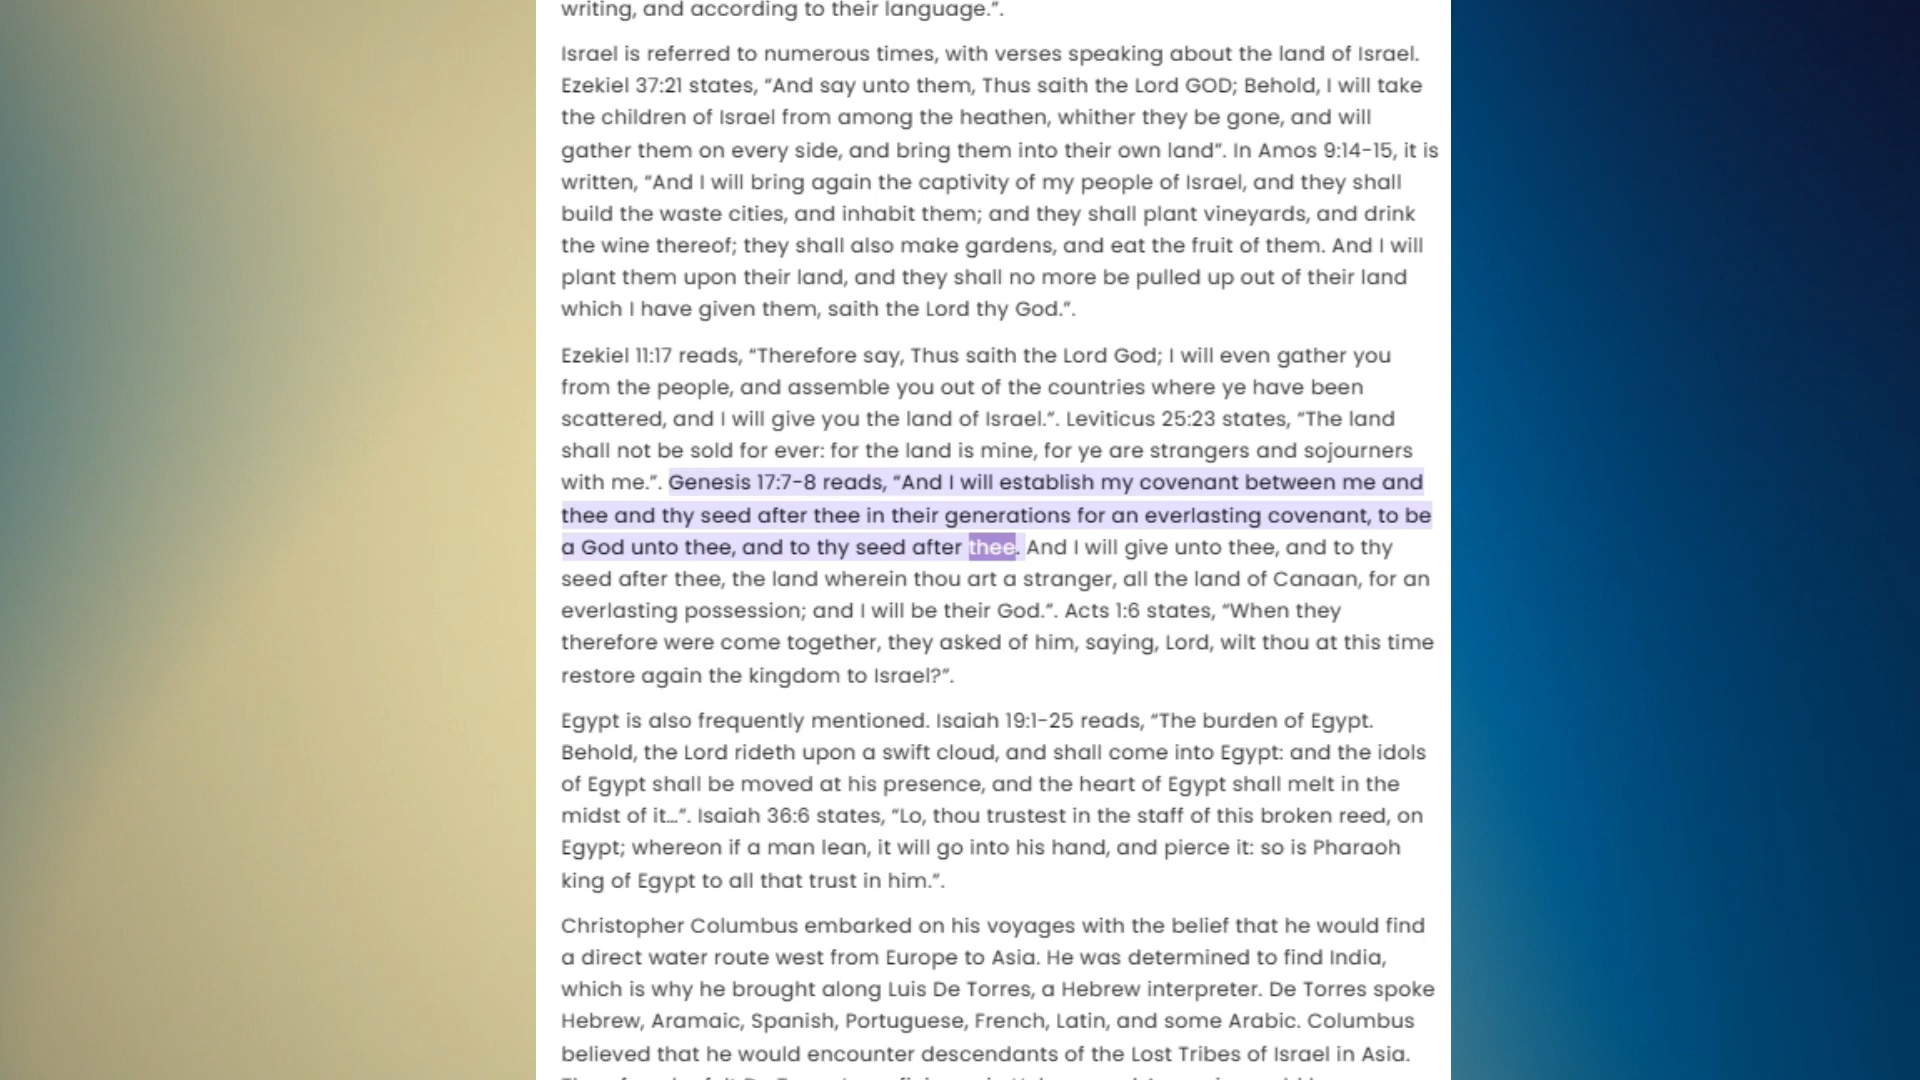 writing, and according to their language.”.
Israel is referred to numerous times, with verses speaking about the land of Israel.
Ezekiel 37:21 states, “And say unto them, Thus saith the Lord GOD; Behold, I will take
the children of Israel from among the heathen, whither they be gone, and will
gather them on every side, and bring them into their own land”. In Amos 9:14-15, it is
written, “And I will bring again the captivity of my people of Israel, and they shall
build the waste cities, and inhabit them; and they shall plant vineyards, and drink
the wine thereof; they shall also make gardens, and eat the fruit of them. And I will
plant them upon their land, and they shall no more be pulled up out of their land
which I have given them, saith the Lord thy God.”.
Ezekiel 11:17 reads, “Therefore say, Thus saith the Lord God; I will even gather you
from the people, and assemble you out of the countries where ye have been
scattered, and I will give you the land of Israel.”. Leviticus 25:23 states, “The land
shall not be sold for ever: for the land is mine, for ye are strangers and sojourners
with me.”. Genesis 17:7-8 reads, “And I will establish my covenant between me and
thee and thy seed after thee in their generations for an everlasting covenant, to be
a God unto thee, and to thy seed after thee. And I will give unto thee, and to thy
seed after thee, the land wherein thou art a stranger, all the land of Canaan, for an
everlasting possession; and I will be their God.”. Acts 1:6 states, “When they
therefore were come together, they asked of him, saying, Lord, wilt thou at this time
restore again the kingdom to Israel?”.
Egypt is also frequently mentioned. Isaiah 19:1-25 reads, “The burden of Egypt.
Behold, the Lord rideth upon a swift cloud, and shall come into Egypt: and the idols
of Egypt shall be moved at his presence, and the heart of Egypt shall melt in the
midst of it…”. Isaiah 36:6 states, “Lo, thou trustest in the staff of this broken reed, on
Egypt; whereon if a man lean, it will go into his hand, and pierce it: so is Pharaoh
king of Egypt to all that trust in him.”.
Christopher Columbus embarked on his voyages with the belief that he would find
a direct water route west from Europe to Asia. He was determined to find India,
which is why he brought along Luis De Torres, a Hebrew interpreter. De Torres spoke
Hebrew, Aramaic, Spanish, Portuguese, French, Latin, and some Arabic. Columbus
believed that he would encounter descendants of the Lost Tribes of Israel in Asia.